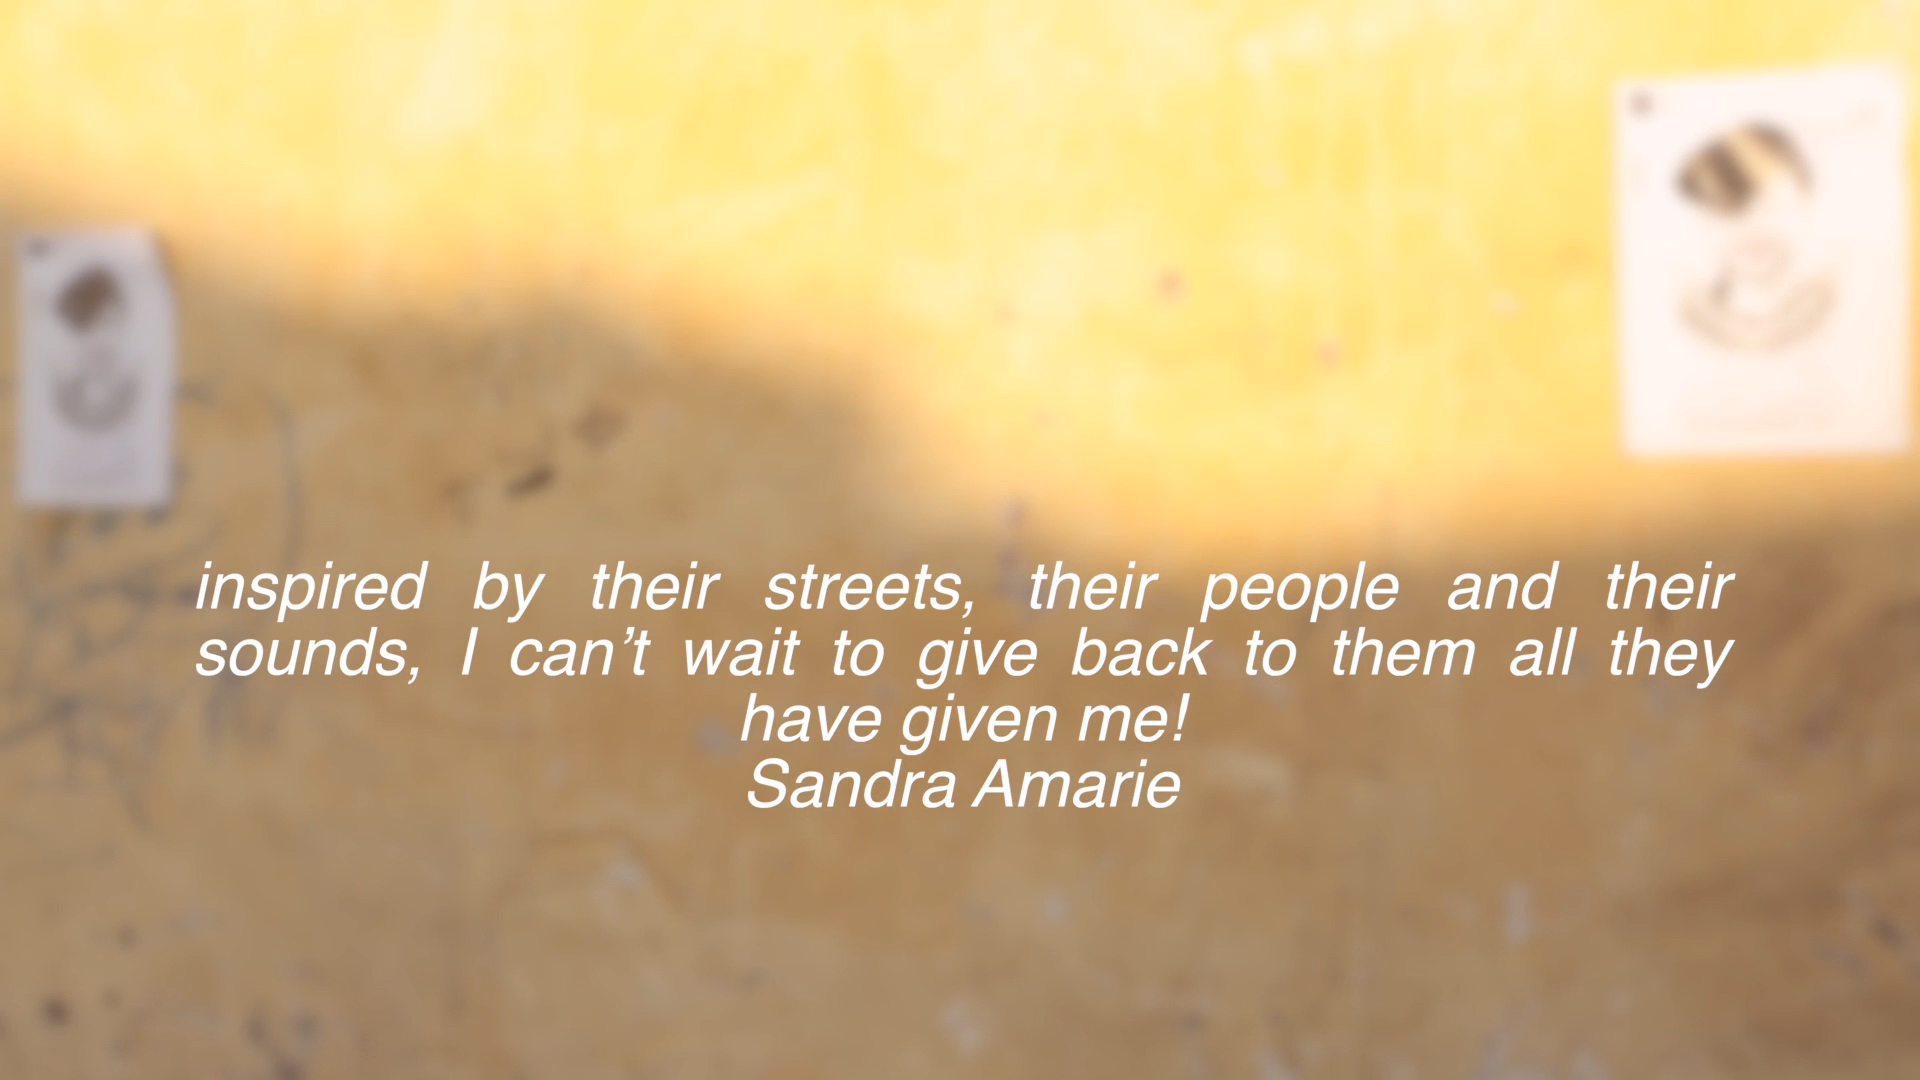 inspired by their streets, their people and their
sounds, I can’t wait to give back to them all they
have given me!
Sandra Amarie